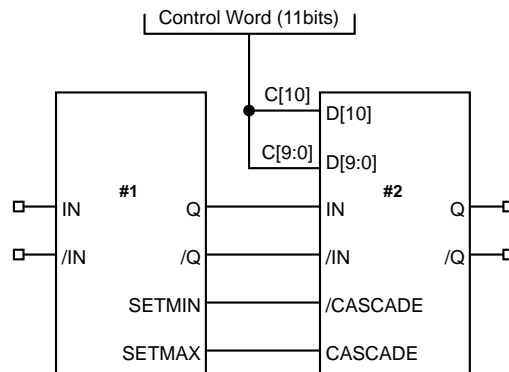 Control Word (11bits)
C[10]
D[10]
C[9:0]
D[9:0]
#1
#2
IN
Q
IN
Q
/IN
/Q
/IN
/Q
SETMIN
/CASCADE
SETMAX
CASCADE